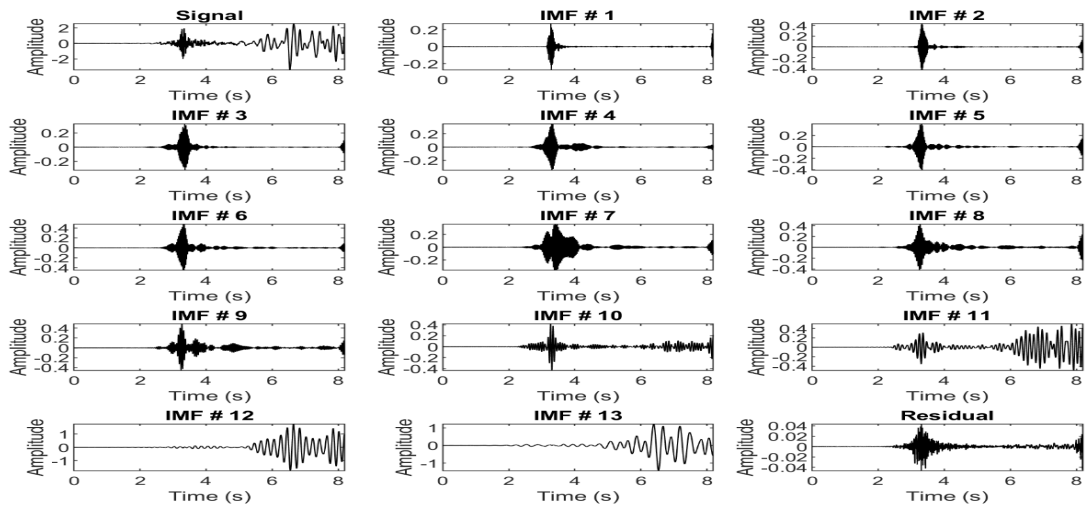 Signal
2
0
-2
Amplitude
0 2 4 6 8
Time (s)
IMF # 1
0.2
0
-0.2
Amplitude
0 2 4 6 8
Time (s)
IMF # 2
0.4
0.2
0
-0.2
-0.4
Amplitude
0 2 4 6 8
Time (s)
IMF # 3
0.2
0
-0.2
Amplitude
0 2 4 6 8
Time (s)
IMF # 4
0.2
0
-0.2
Amplitude
0 2 4 6 8
Time (s)
IMF # 5
0.2
0
-0.2
Amplitude
0 2 4 6 8
Time (s)
IMF # 6
0.4
0.2
0
-0.2
-0.4
Amplitude
0 2 4 6 8
Time (s)
IMF # 7
0.2
0
-0.2
Amplitude
0 2 4 6 8
Time (s)
IMF # 8
0.4
0.2
0
-0.2
-0.4
Amplitude
0 2 4 6 8
Time (s)
IMF # 9
0.4
0.2
0
-0.2
-0.4
Amplitude
0 2 4 6 8
Time (s)
IMF # 10
0.4
0.2
0
-0.2
-0.4
Amplitude
0 2 4 6 8
Time (s)
IMF # 11
0.4
0.2
0
-0.2
-0.4
Amplitude
0 2 4 6 8
Time (s)
IMF # 12
1
0
-1
Amplitude
0 2 4 6 8
Time (s)
IMF # 13
1
0
-1
Amplitude
0 2 4 6 8
Time (s)
Residual
0.04
0.02
0
-0.02
-0.04
Amplitude
0 2 4 6 8
Time (s)